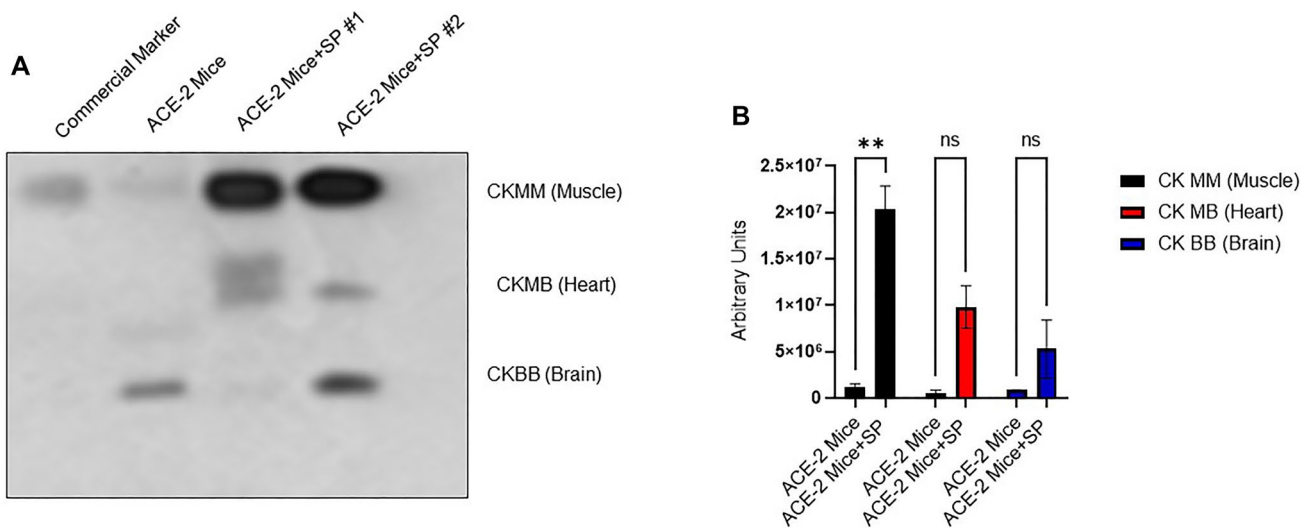 A
Commercial Marker
ACE-2 Mice
ACE-2 Mice+SP #1
ACE-2 Mice+SP #2
CKMM (Muscle)
CKMB (Heart)
CKBB (Brain)
B
** ns ns
2.5×10⁷
2×10⁷
1.5×10⁷
1×10⁷
5×10⁶
0
Arbitrary Units
ACE-2 Mice
ACE-2 Mice+SP
ACE-2 Mice
ACE-2 Mice+SP
ACE-2 Mice
ACE-2 Mice+SP
CK MM (Muscle)
CK MB (Heart)
CK BB (Brain)